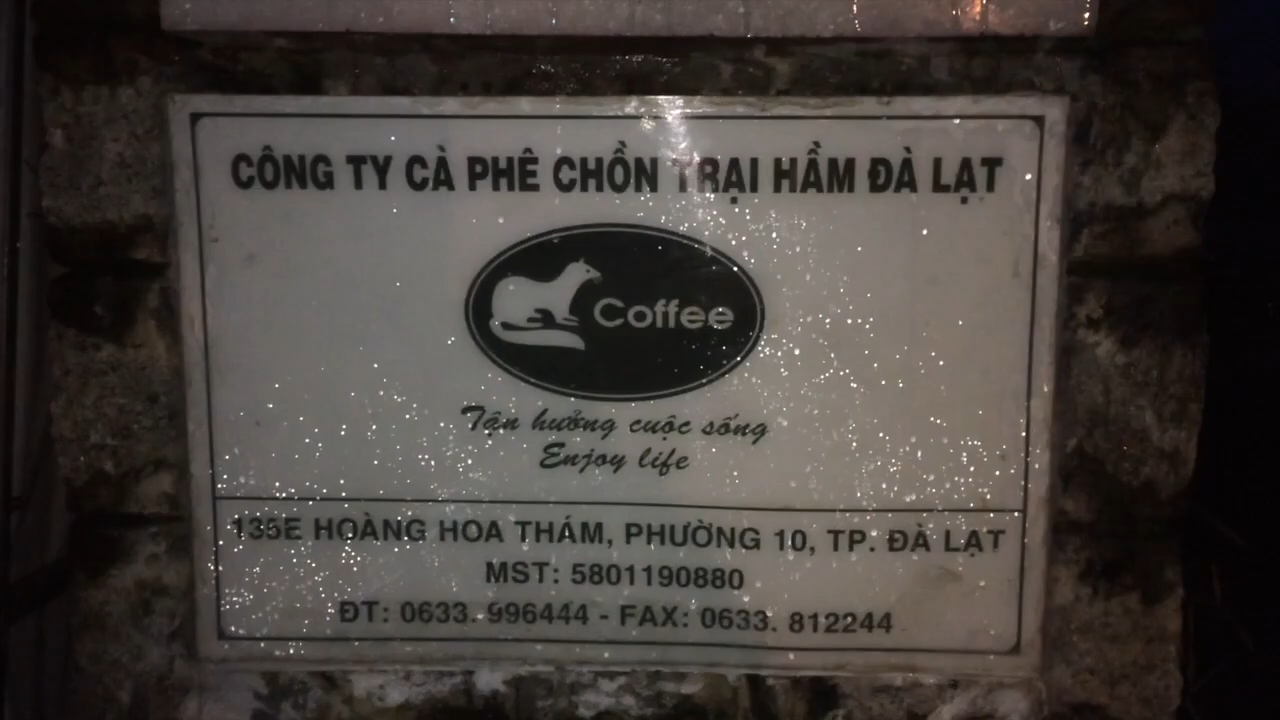 CÔNG TY CÀ PHÊ CHỒN TRẠI HẦM ĐÀ LẠT
Coffee
Tận hưởng cuộc sống
Enjoy life
135E HOÀNG HOA THÁM, PHƯỜNG 10, TP. ĐÀ LẠT
MST: 5801190880
ĐT: 0633. 996444 - FAX: 0633. 812244